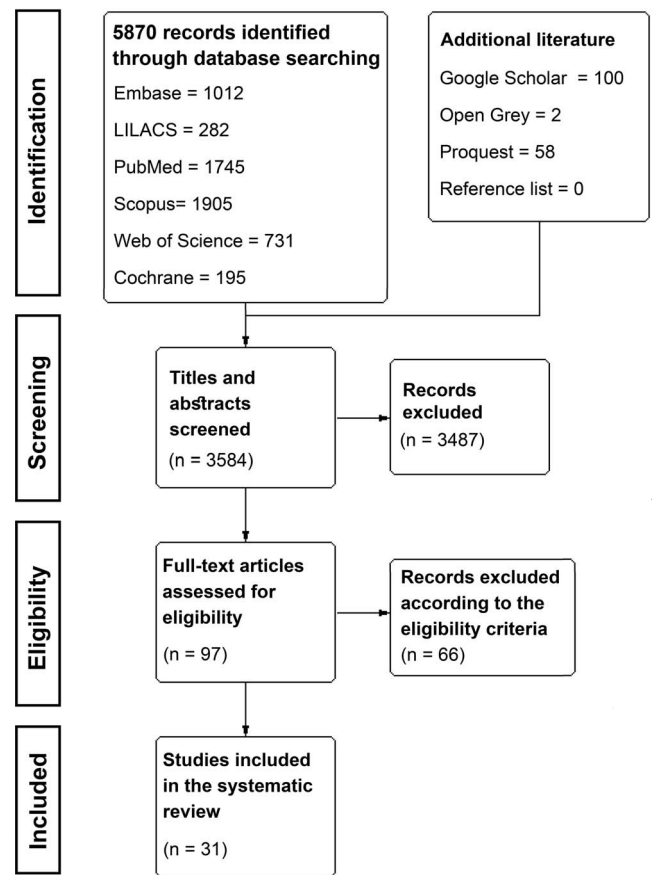 Identification
5870 records identified
through database searching
Embase = 1012
LILACS = 282
PubMed = 1745
Scopus= 1905
Web of Science = 731
Cochrane = 195
Additional literature
Google Scholar = 100
Open Grey = 2
Proquest = 58
Reference list = 0
Screening
Titles and
abstracts
screened
(n = 3584)
Records
excluded
(n = 3487)
Eligibility
Full-text articles
assessed for
eligibility
(n = 97)
Records excluded
according to the
eligibility criteria
(n = 66)
Included
Studies included
in the systematic
review
(n = 31)